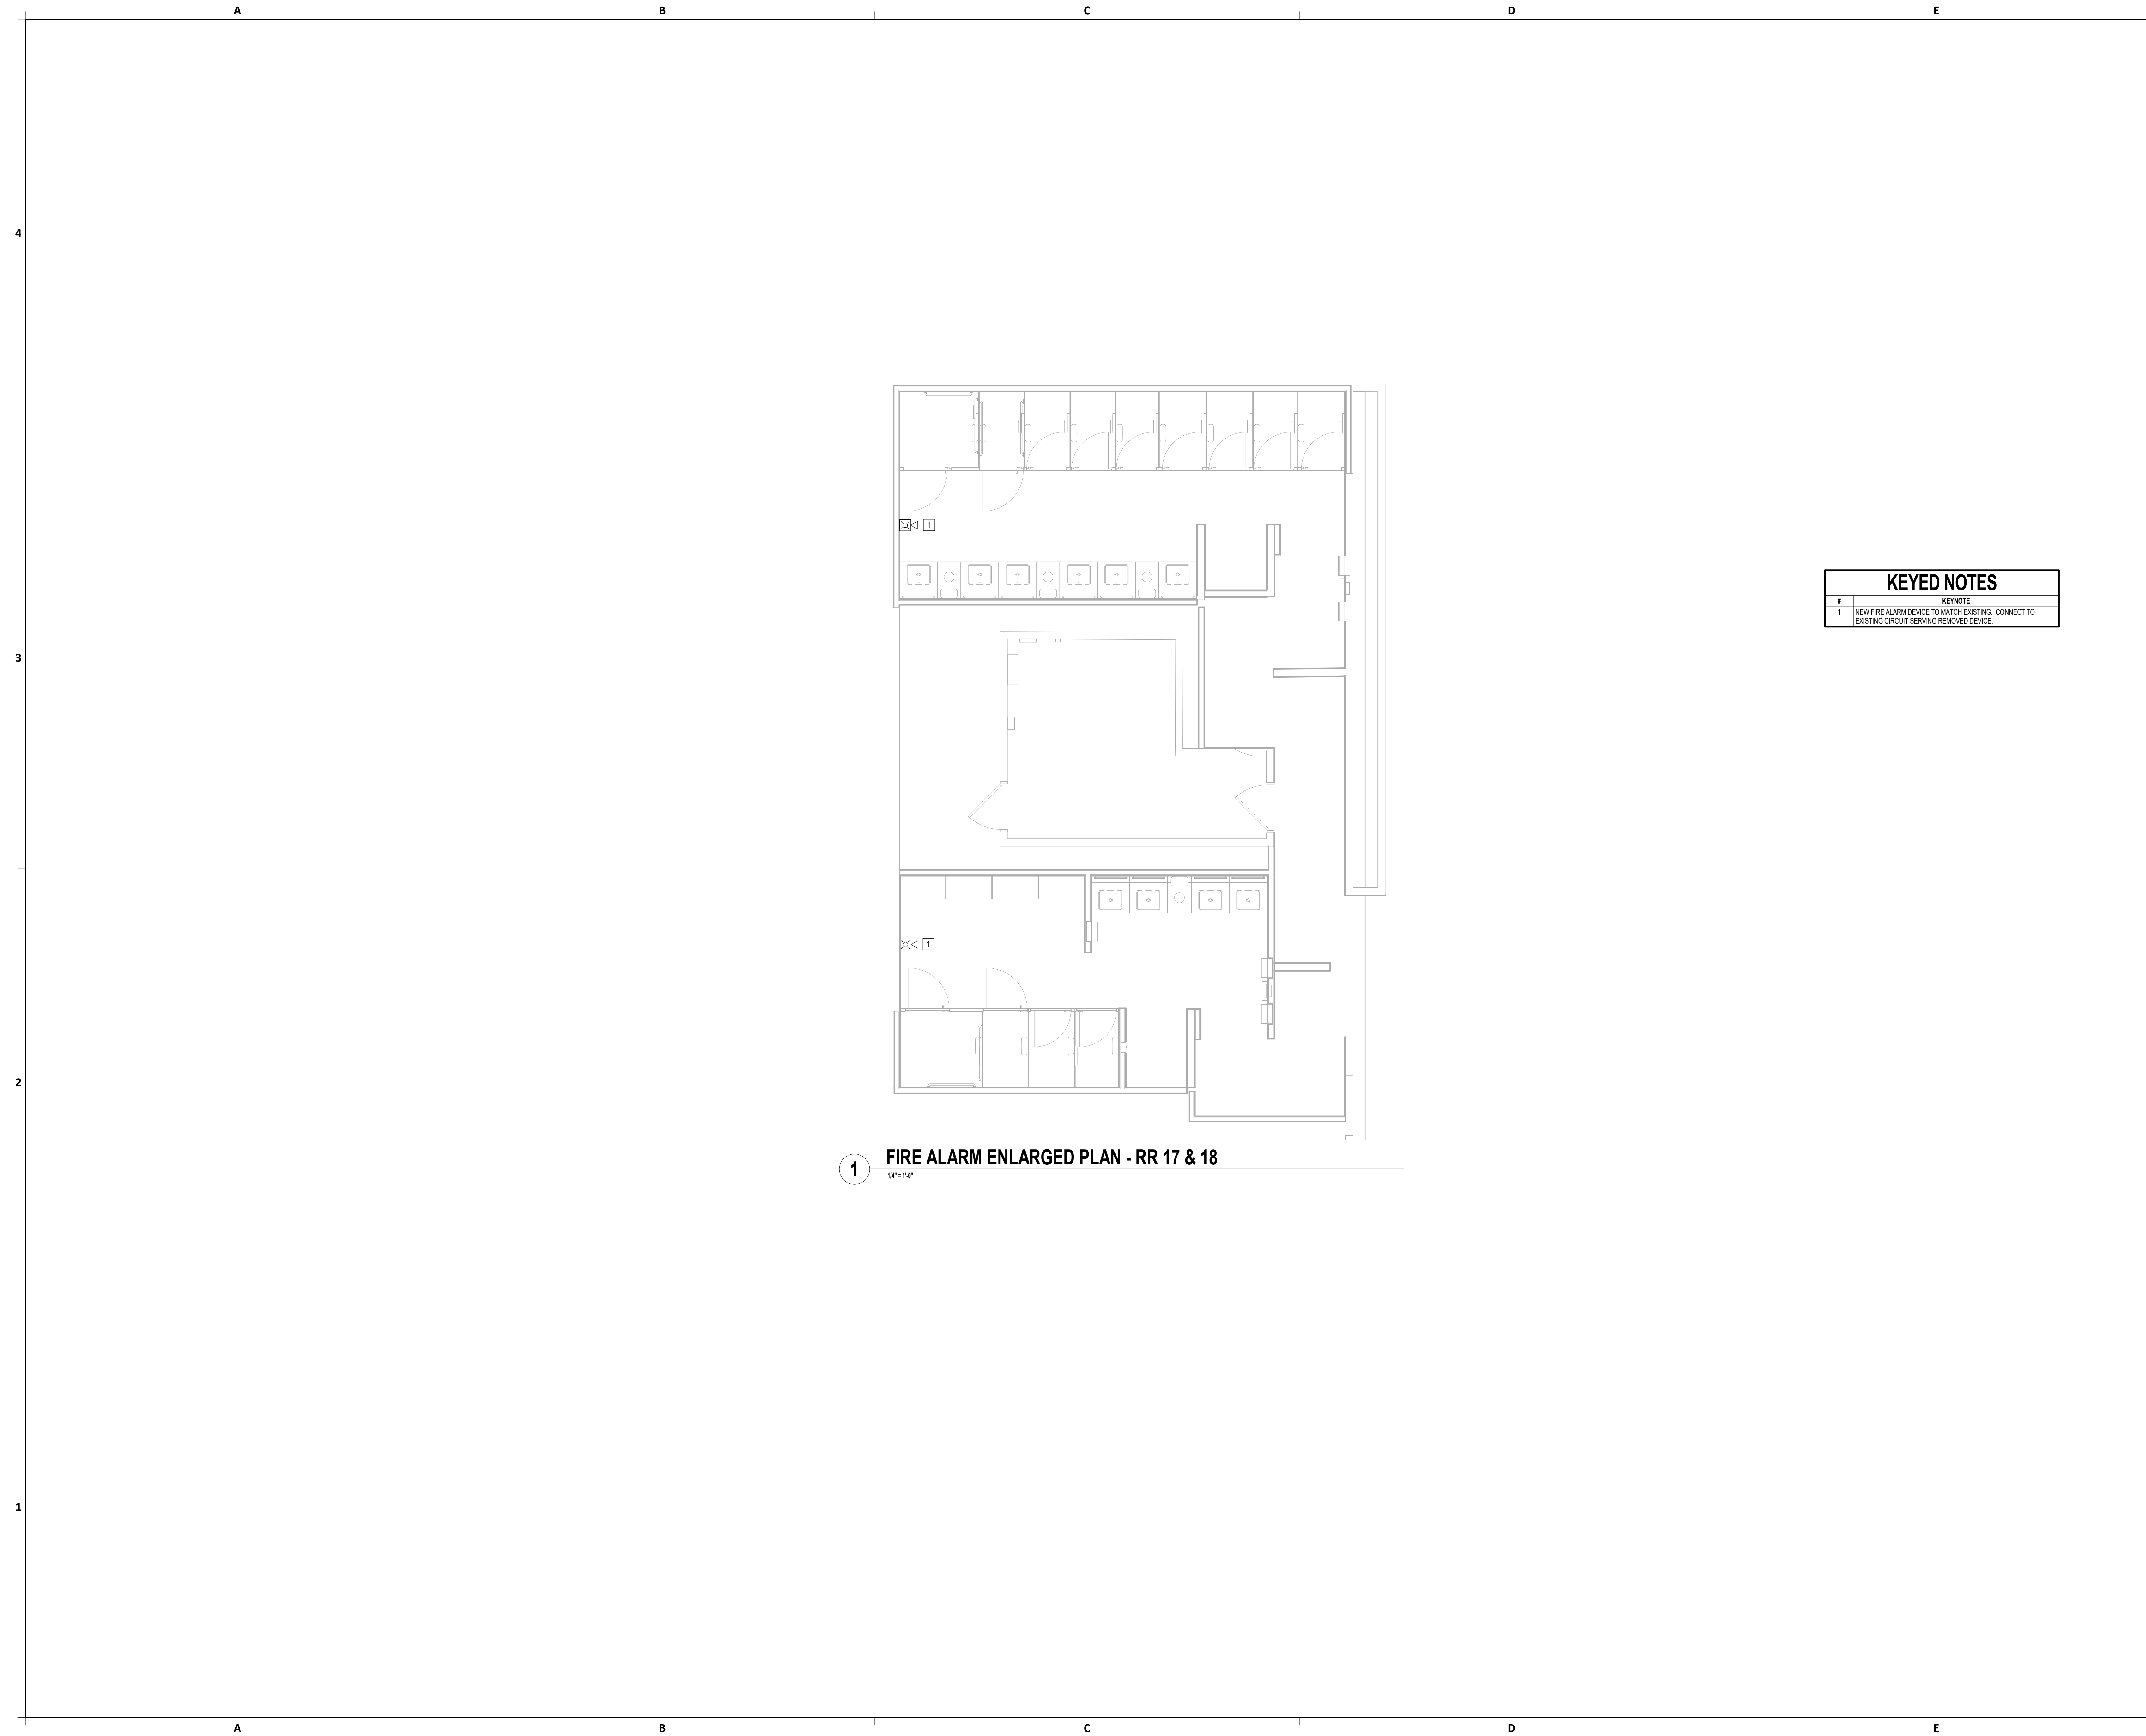 A B C D E
4
1
KEYED NOTES
# KEYNOTE
1 NEW FIRE ALARM DEVICE TO MATCH EXISTING. CONNECT TO
EXISTING CIRCUIT SERVING REMOVED DEVICE.
3
1
2
1 FIRE ALARM ENLARGED PLAN - RR 17 & 18
1/4" = 1'-0"
1
A B C D E